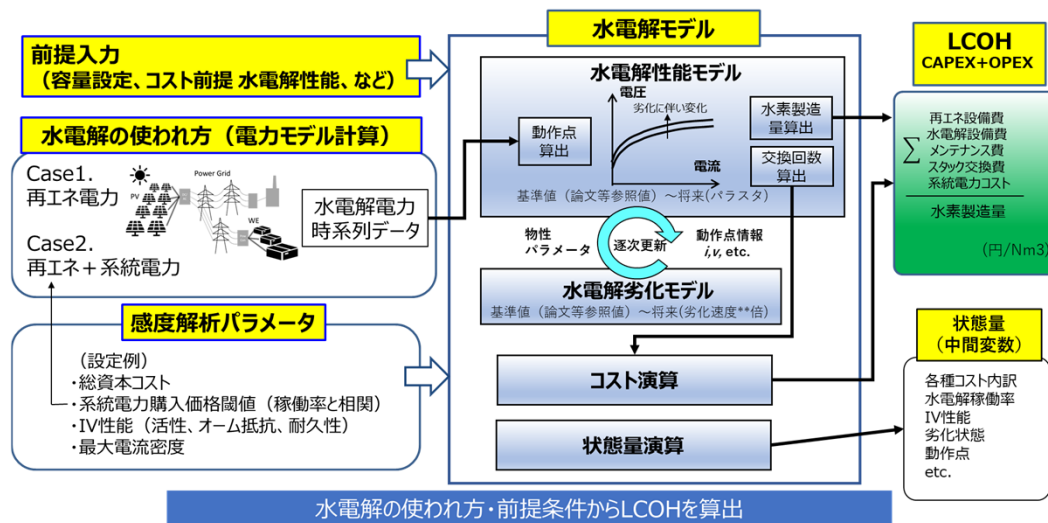 前提入力
（容量設定、コスト前提 水電解性能、など）
水電解の使われ方（電力モデル計算）
Case1.
再エネ電力
PV
Power Grid
WE
Case2.
再エネ＋系統電力
水電解電力
時系列データ
感度解析パラメータ
（設定例）
・総資本コスト
・系統電力購入価格閾値（稼働率と相関）
・IV性能（活性、オーム抵抗、耐久性）
・最大電流密度
水電解モデル
水電解性能モデル
電圧
劣化に伴い変化
電流
動作点
算出
水素製造
量算出
交換回数
算出
基準値（論文等参照値）～将来(パラスタ)
物性
パラメータ
逐次更新
動作点情報
i,v, etc.
水電解劣化モデル
基準値（論文等参照値）～将来(劣化速度**倍)
コスト演算
状態量演算
LCOH
CAPEX+OPEX
∑
再エネ設備費
水電解設備費
メンテナンス費
スタック交換費
系統電力コスト
水素製造量
(円/Nm3)
状態量
（中間変数）
各種コスト内訳
水電解稼働率
IV性能
劣化状態
動作点
etc.
水電解の使われ方・前提条件からLCOHを算出